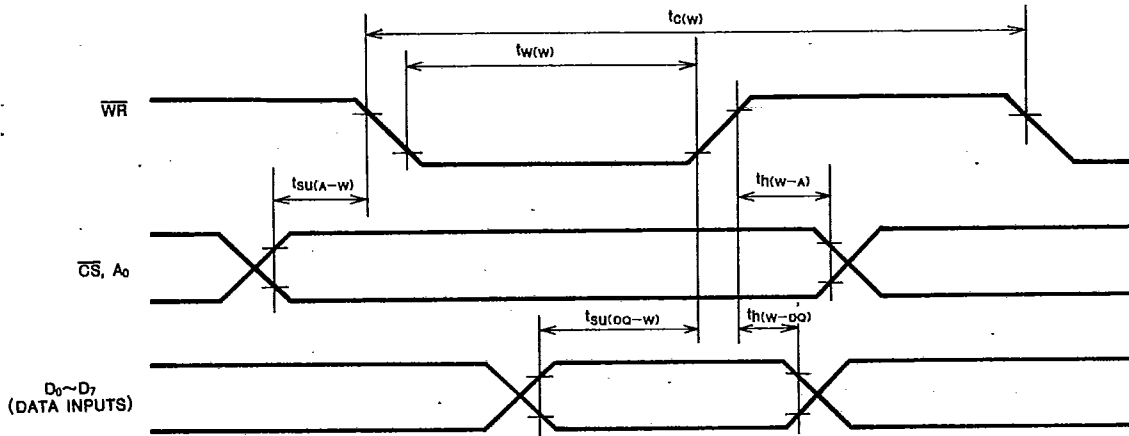 tC(W)
tW(W)
WR
tSU(A-W)
th(W-A)
CS, A0
tSU(DQ-W)
th(W-DQ)
D0~D7
(DATA INPUTS)